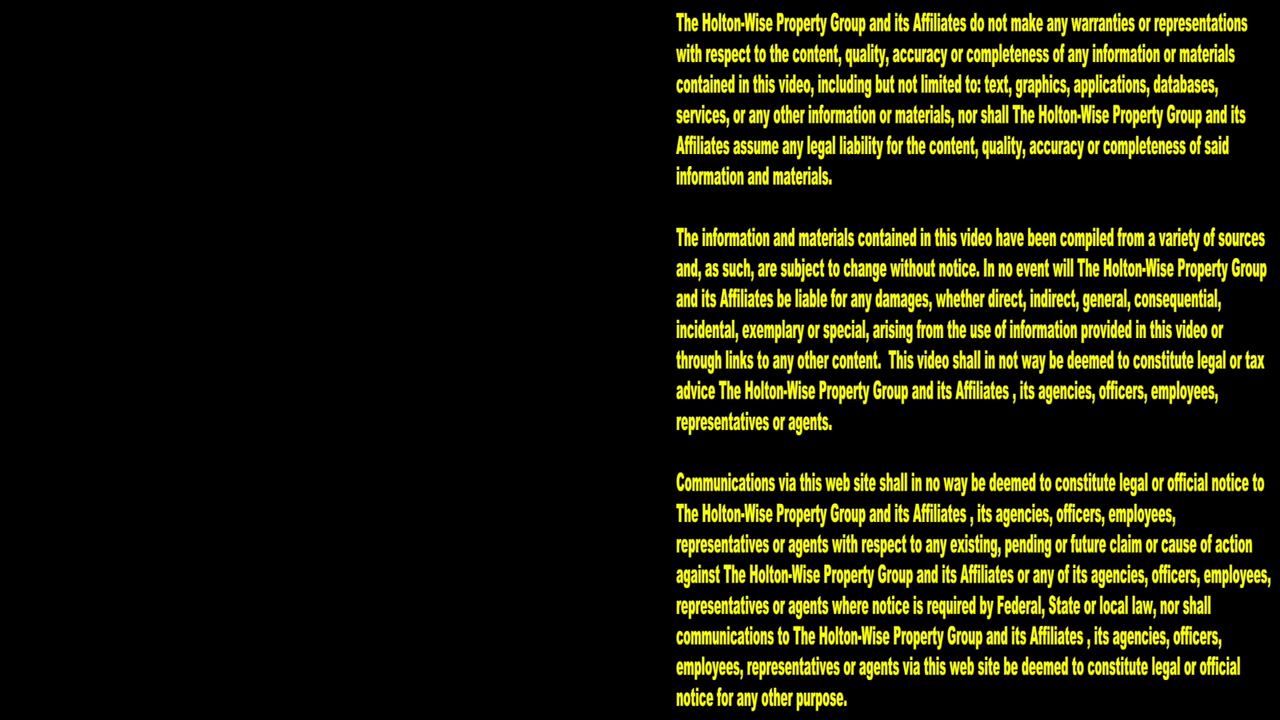 The Holton-Wise Property Group and its Affiliates do not make any warranties or representations
with respect to the content, quality, accuracy or completeness of any information or materials
contained in this video, including but not limited to: text, graphics, applications, databases,
services, or any other information or materials, nor shall The Holton-Wise Property Group and its
Affiliates assume any legal liability for the content, quality, accuracy or completeness of said
information and materials.
The information and materials contained in this video have been compiled from a variety of sources
and, as such, are subject to change without notice. In no event will The Holton-Wise Property Group
and its Affiliates be liable for any damages, whether direct, indirect, general, consequential,
incidental, exemplary or special, arising from the use of information provided in this video or
through links to any other content.  This video shall in not way be deemed to constitute legal or tax
advice The Holton-Wise Property Group and its Affiliates , its agencies, officers, employees,
representatives or agents.
Communications via this web site shall in no way be deemed to constitute legal or official notice to
The Holton-Wise Property Group and its Affiliates , its agencies, officers, employees,
representatives or agents with respect to any existing, pending or future claim or cause of action
against The Holton-Wise Property Group and its Affiliates or any of its agencies, officers, employees,
representatives or agents where notice is required by Federal, State or local law, nor shall
communications to The Holton-Wise Property Group and its Affiliates , its agencies, officers,
employees, representatives or agents via this web site be deemed to constitute legal or official
notice for any other purpose.